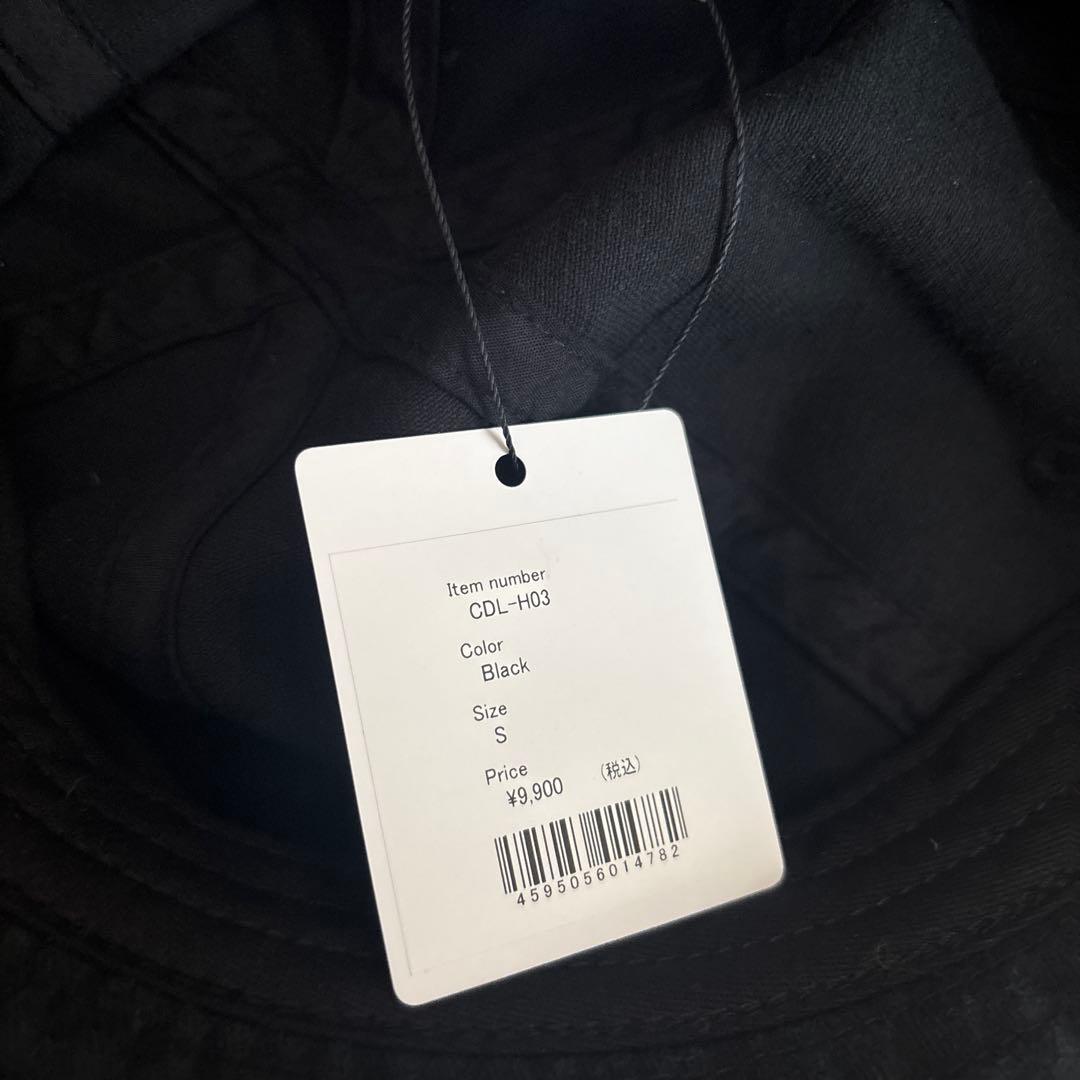 Item number
CDL-H03
Color
Black
Size
S
Price
¥9,900 (税込)
4595056014782